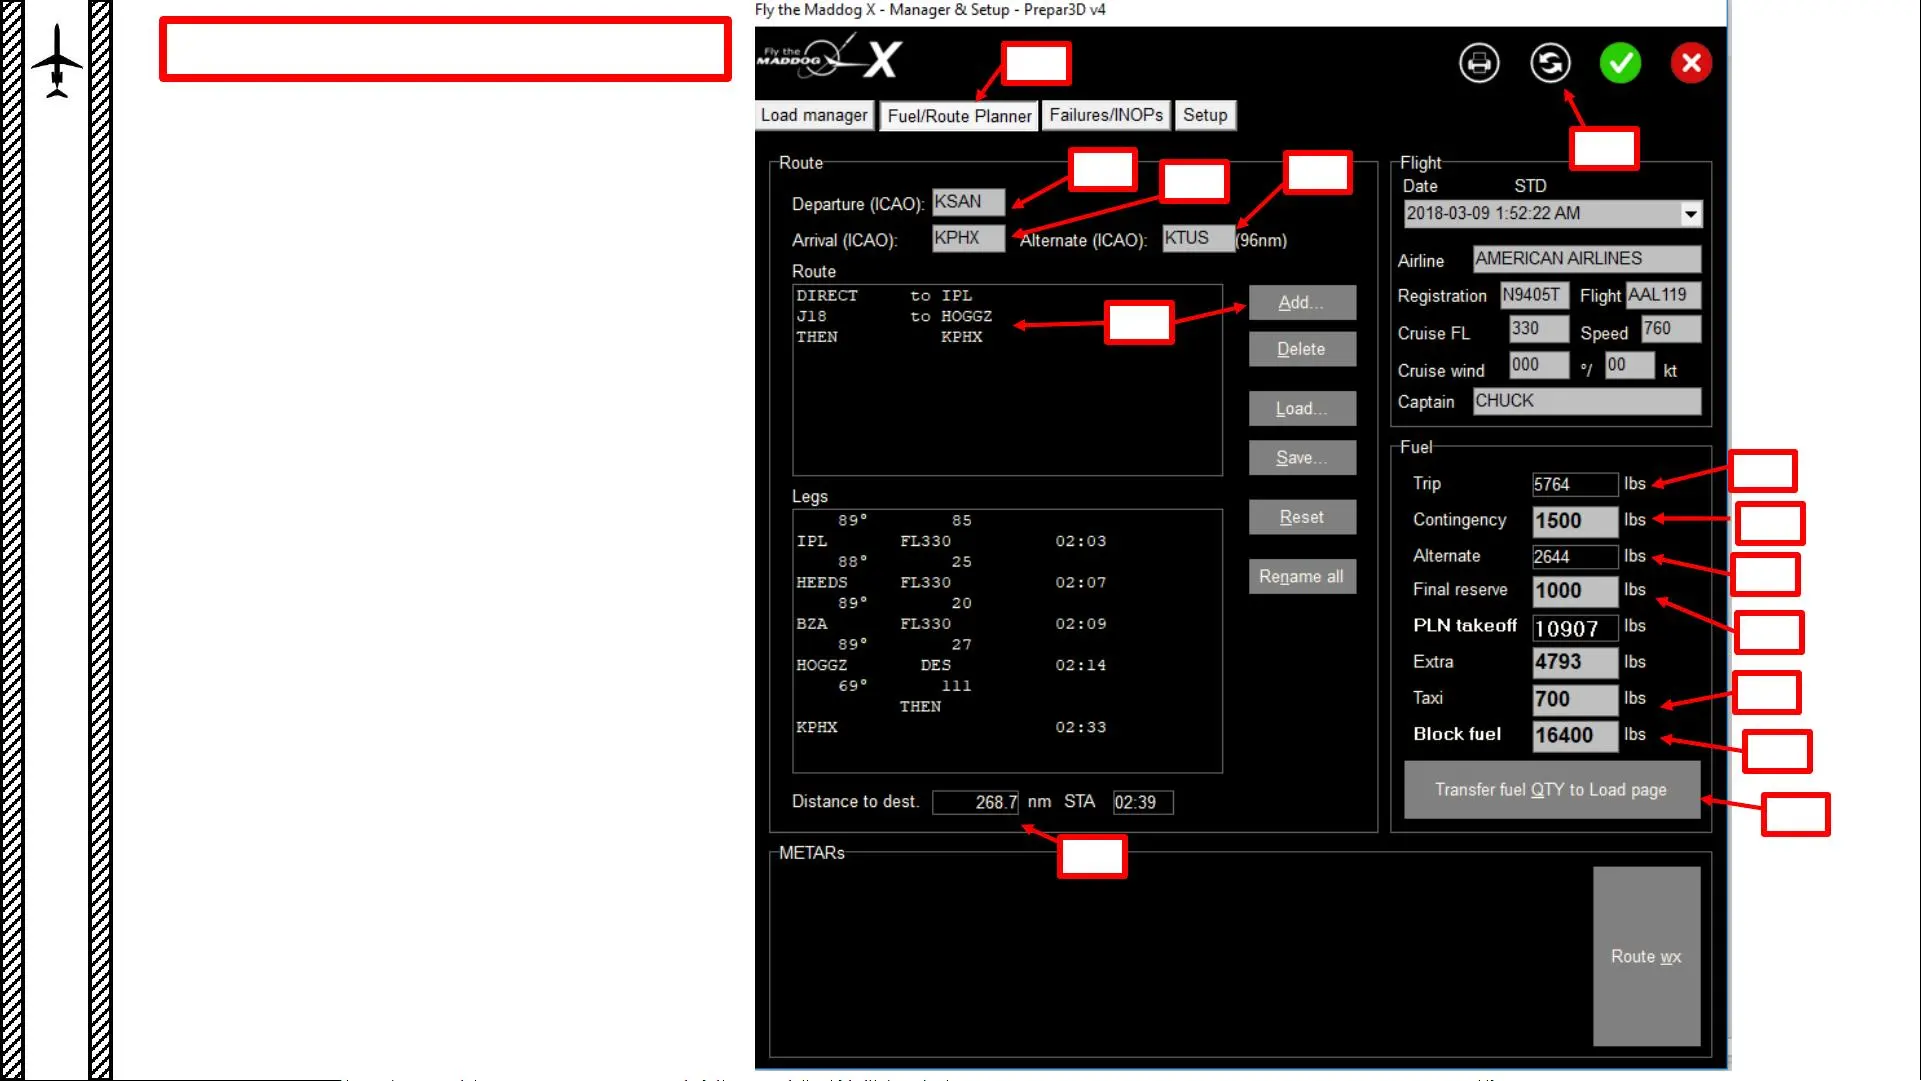 Fly the Maddog X - Manager & Setup - Prepar3D v4
Fly the
MADDOG X
Load manager
Fuel/Route Planner
Failures/INOPs
Setup
Route
Departure (ICAO): KSAN
Arrival (ICAO): KPHX Alternate (ICAO): KTUS (96nm)
Route
DIRECT to IPL
J18 to HOGGZ
THEN KPHX
Add...
Delete
Load...
Save...
Reset
Rename all
Legs
89° 85
IPL FL330 02:03
88° 25
HEEDS FL330 02:07
89° 20
BZA FL330 02:09
89° 27
HOGGZ DES 02:14
69° 111
THEN
KPHX 02:33
Distance to dest. 268.7 nm STA 02:39
Flight
Date STD
2018-03-09 1:52:22 AM
Airline AMERICAN AIRLINES
Registration N9405T Flight AAL119
Cruise FL 330 Speed 760
Cruise wind 000 °/ 00 kt
Captain CHUCK
Fuel
Trip 5764 lbs
Contingency 1500 lbs
Alternate 2644 lbs
Final reserve 1000 lbs
PLN takeoff 10907 lbs
Extra 4793 lbs
Taxi 700 lbs
Block fuel 16400 lbs
Transfer fuel QTY to Load page
METARs
Route wx